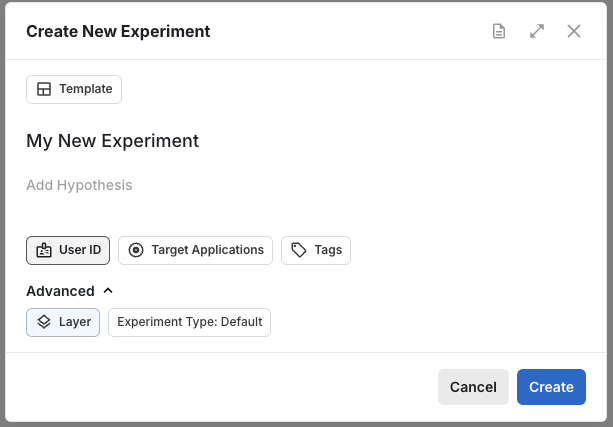 Create New Experiment
Template
My New Experiment
Add Hypothesis
User ID Target Applications Tags
Advanced
Layer Experiment Type: Default
Cancel Create